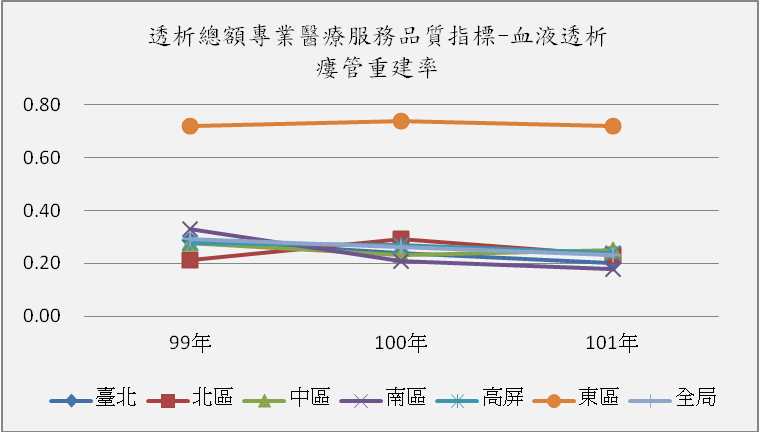 透析總額專業醫療服務品質指標-血液透析
瘻管重建率
0.80
0.60
0.40
0.20
0.00
99年 100年 101年
臺北 北區 中區 南區 高屏 東區 全局